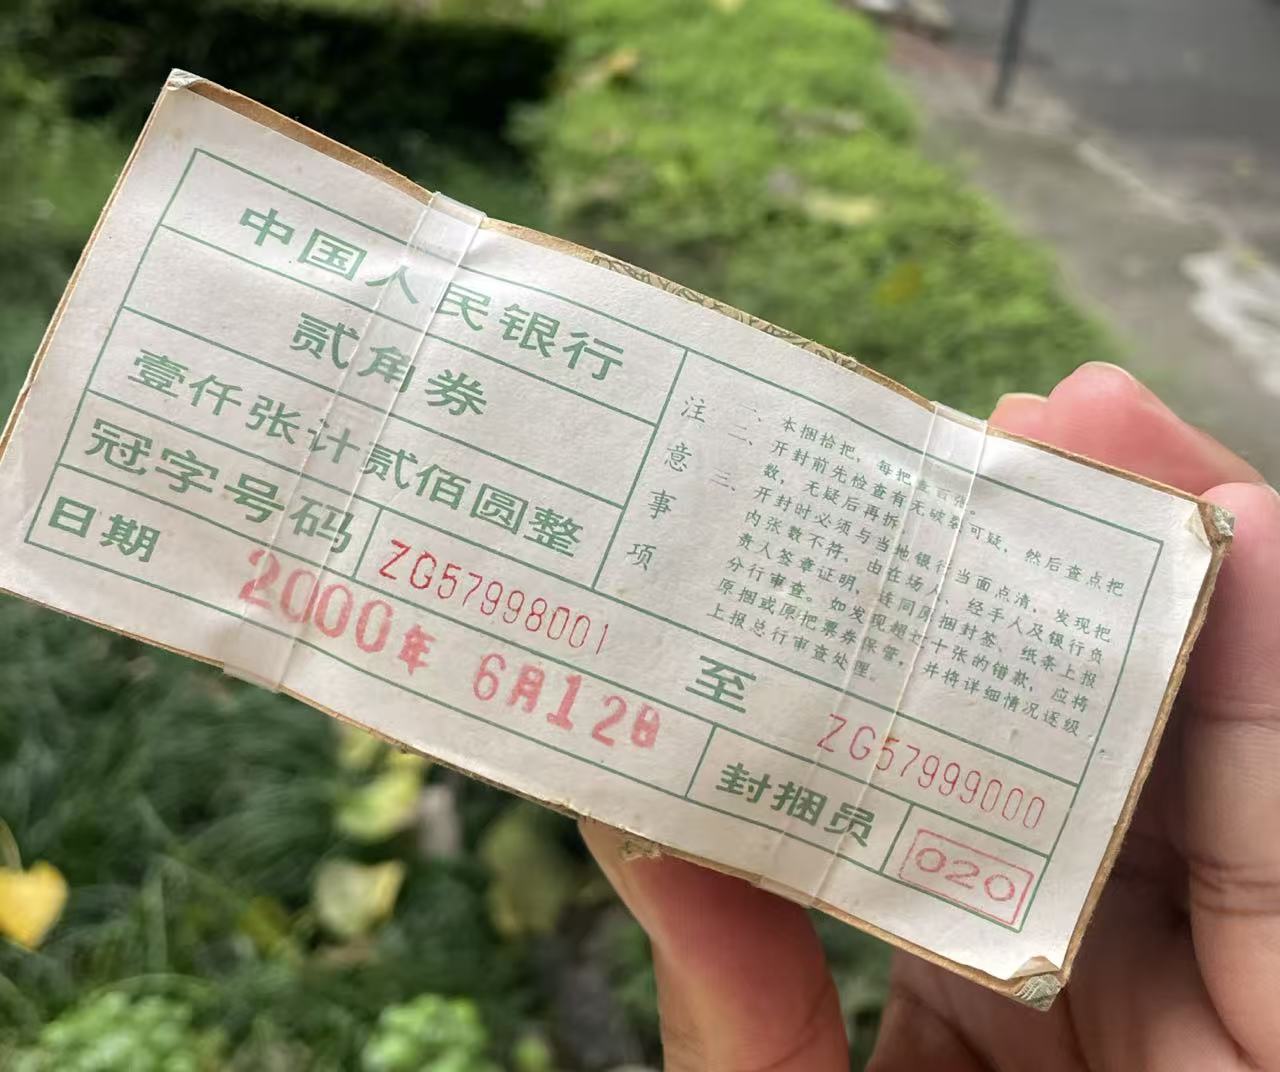 中国人民银行
贰角券
壹仟张计贰佰圆整
冠字号码
ZG57998001
至
ZG57999000
日期
2000年 6月12日
封捆员
020
注意事项
一、本捆拾把，每把壹百张。
二、开封前先检查有无破裂可疑，然后查点把
数，无疑后再拆
三、开封时必须与当地银行当面点清，发现把
内张数不符，由在场人、经手人及银行负
责人签章证明，连同原捆封签、纸条上报
分行审查。如发现超过十张的错款，应将
原捆或原把票券保管，并将详细情况逐级
上报总行审查处理。